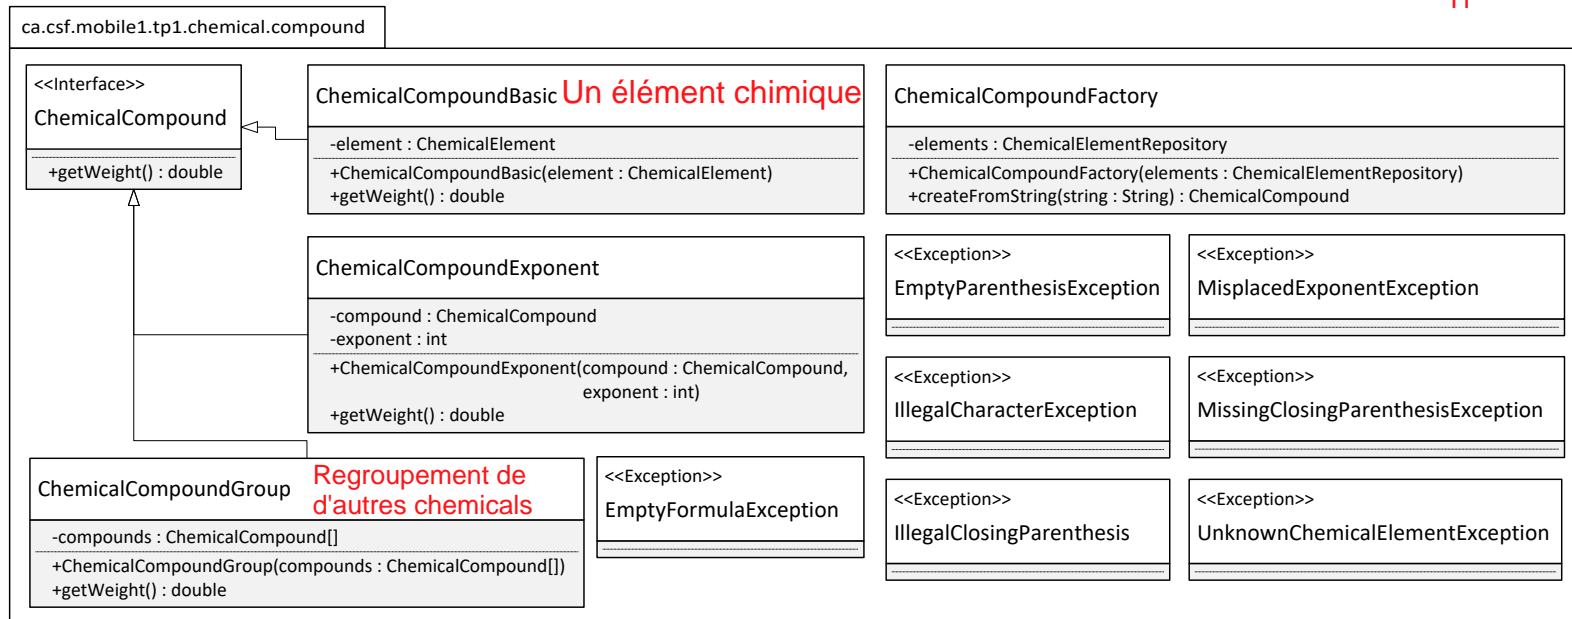 ca.csf.mobile1.tp1.chemical.compound
<<Interface>>
ChemicalCompound
+getWeight() : double
ChemicalCompoundBasic Un élément chimique
-element : ChemicalElement
+ChemicalCompoundBasic(element : ChemicalElement)
+getWeight() : double
ChemicalCompoundFactory
-elements : ChemicalElementRepository
+ChemicalCompoundFactory(elements : ChemicalElementRepository)
+createFromString(string : String) : ChemicalCompound
ChemicalCompoundExponent
-compound : ChemicalCompound
-exponent : int
+ChemicalCompoundExponent(compound : ChemicalCompound,
exponent : int)
+getWeight() : double
<<Exception>>
EmptyParenthesisException
<<Exception>>
MisplacedExponentException
<<Exception>>
IllegalCharacterException
<<Exception>>
MissingClosingParenthesisException
ChemicalCompoundGroup
Regroupement de
d'autres chemicals
-compounds : ChemicalCompound[]
+ChemicalCompoundGroup(compounds : ChemicalCompound[])
+getWeight() : double
<<Exception>>
EmptyFormulaException
<<Exception>>
IllegalClosingParenthesis
<<Exception>>
UnknownChemicalElementException